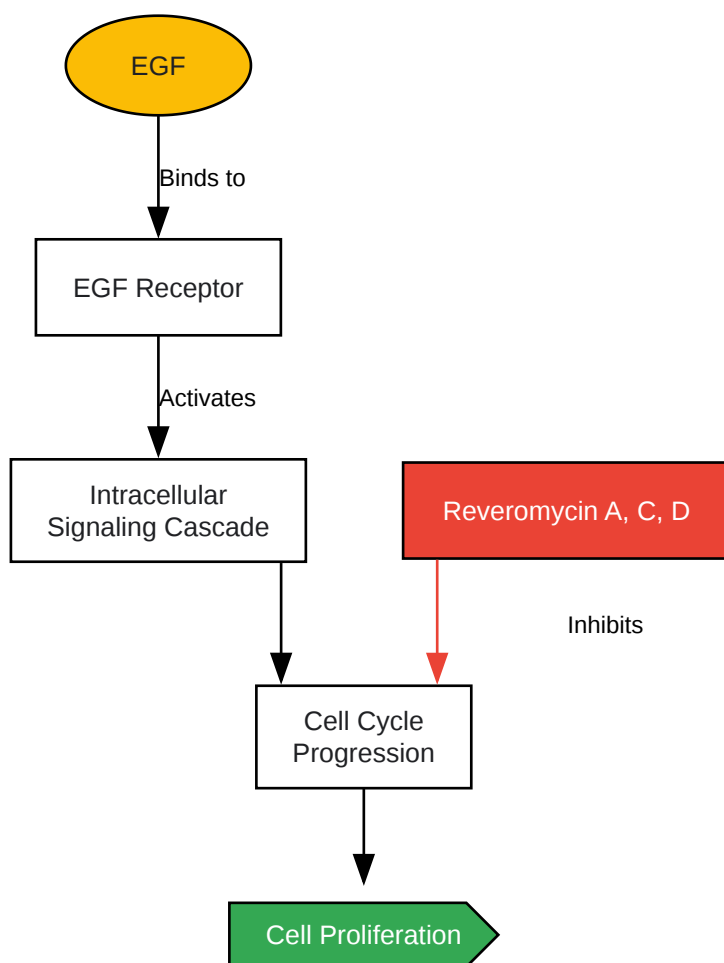 EGF
Binds to
EGF Receptor
Activates
Intracellular
Signaling Cascade
Reveromycin A, C, D
Inhibits
Cell Cycle
Progression
Cell Proliferation